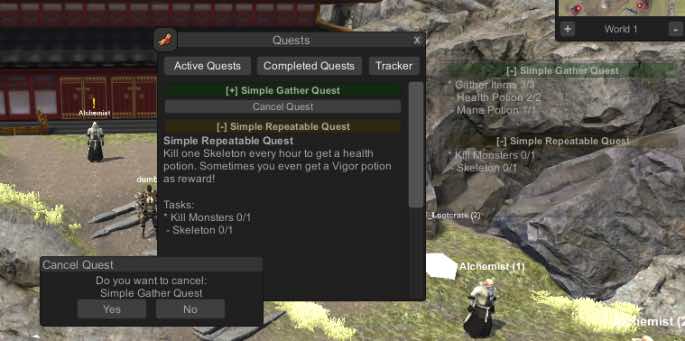 Quests
X
Active Quests
Completed Quests
Tracker
[+] Simple Gather Quest
Cancel Quest
[-] Simple Repeatable Quest
Simple Repeatable Quest
Kill one Skeleton every hour to get a health
potion. Sometimes you even get a Vigor potion
as reward!
Tasks:
* Kill Monsters 0/1
- Skeleton 0/1
+
World 1
-
[-] Simple Gather Quest
* Gather Items 3/3
- Health Potion 2/2
- Mana Potion 1/1
[-] Simple Repeatable Quest
* Kill Monsters 0/1
- Skeleton 0/1
!
Alchemist
dumb
Lootcrate (2)
Alchemist (1)
Cancel Quest
Do you want to cancel:
Simple Gather Quest
Yes
No